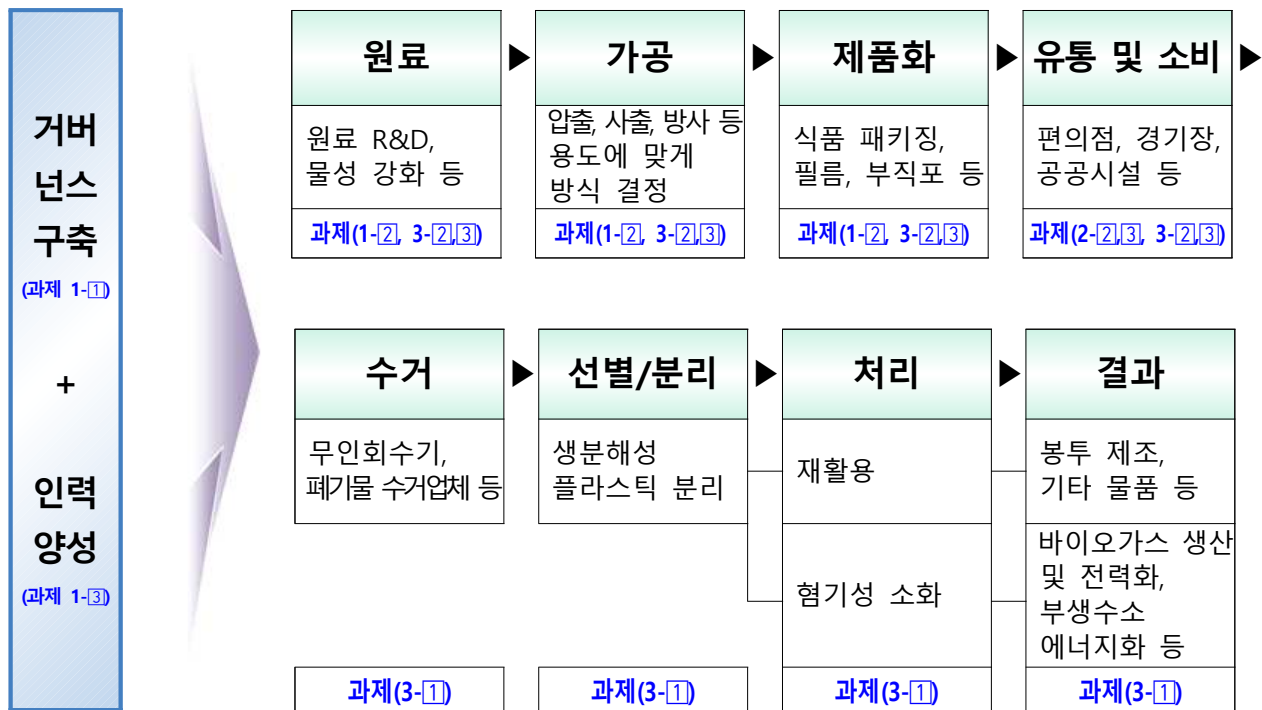 거버
넌스
구축
(과제 1-①)
+
인력
양성
(과제 1-③)
원료 ▶ 가공 ▶ 제품화 ▶ 유통 및 소비 ▶
원료 R&D,
물성 강화 등
압출, 사출, 방사 등
용도에 맞게
방식 결정
식품 패키징,
필름, 부직포 등
편의점, 경기장,
공공시설 등
과제(1-②, 3-②,③)
과제(1-②, 3-②,③)
과제(1-②, 3-②,③)
과제(2-②,③, 3-②,③)
수거 ▶ 선별/분리 ▶ 처리 ▶ 결과
무인회수기,
폐기물 수거업체 등
생분해성
플라스틱 분리
재활용
봉투 제조,
기타 물품 등
혐기성 소화
바이오가스 생산
및 전력화,
부생수소
에너지화 등
과제(3-①)
과제(3-①)
과제(3-①)
과제(3-①)